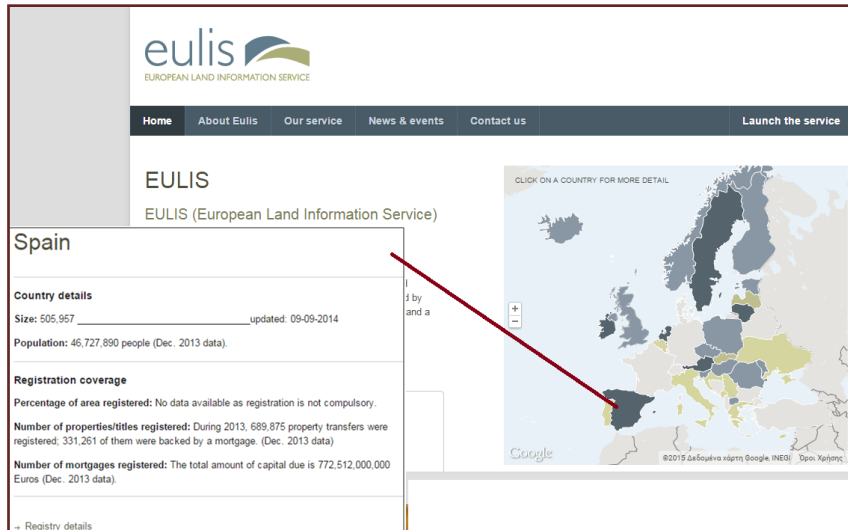 eulis
EUROPEAN LAND INFORMATION SERVICE
Home About Eulis Our service News & events Contact us Launch the service
EULIS
EULIS (European Land Information Service)
CLICK ON A COUNTRY FOR MORE DETAIL
Spain
Country details
Size: 505,957 updated: 09-09-2014
Population: 46,727,890 people (Dec. 2013 data).
Registration coverage
Percentage of area registered: No data available as registration is not compulsory.
Number of properties/titles registered: During 2013, 689,875 property transfers were
registered; 331,261 of them were backed by a mortgage. (Dec. 2013 data)
Number of mortgages registered: The total amount of capital due is 772,512,000,000
Euros (Dec. 2013 data).
→ Registry details
by
and a
+
−
Google
©2015 Δεδομένα χάρτη Google, INEGI Όροι Χρήσης